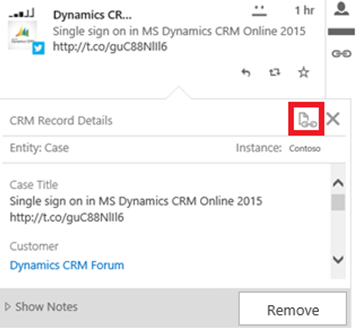 Dynamics CR...
1 hr
Single sign on in MS Dynamics CRM Online 2015
http://t.co/guC88NlIl6
CRM Record Details
Entity: Case
Instance: Contoso
Case Title
Single sign on in MS Dynamics CRM Online 2015
http://t.co/guC88NlIl6
Customer
Dynamics CRM Forum
Show Notes
Remove